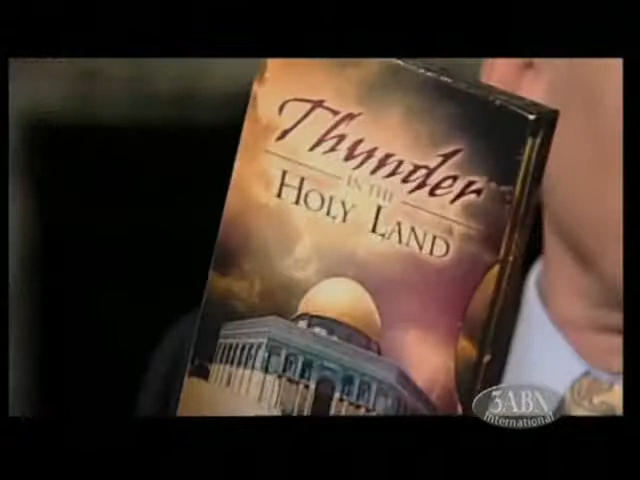 Thunder
IN THE
HOLY LAND
3ABN
International